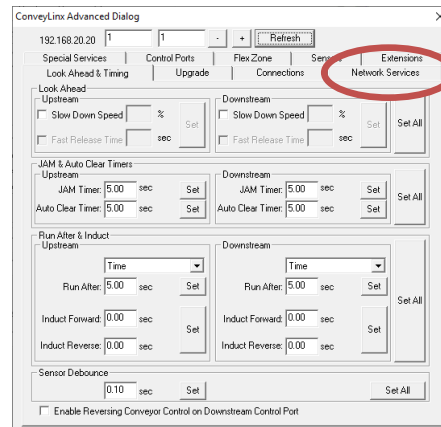 ConveyLinx Advanced Dialog
192.168.20.20 1 1 - + Refresh
Special Services Control Ports Flex Zone Extensions
Look Ahead & Timing Upgrade Connections Network Services
Look Ahead
Upstream Downstream
Slow Down Speed % Set Slow Down Speed % Set Set All
Fast Release Time sec Fast Release Time sec
JAM & Auto Clear Timers
Upstream Downstream
JAM Timer: 5.00 sec Set JAM Timer: 5.00 sec Set Set All
Auto Clear Timer: 5.00 sec Set Auto Clear Timer: 5.00 sec Set
Run After & Induct
Upstream Downstream
Time Time
Run After: 5.00 sec Set Run After: 5.00 sec Set Set All
Induct Forward: 0.00 sec Set Induct Forward: 0.00 sec Set
Induct Reverse: 0.00 sec Induct Reverse: 0.00 sec
Sensor Debounce
0.10 sec Set Set All
Enable Reversing Conveyor Control on Downstream Control Port